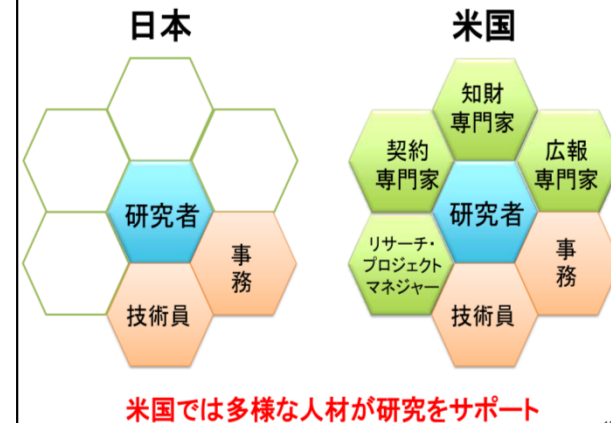 日本
研究者
事
務
技術員
米国
知財
専門家
契約
専門家
広報
専門家
研究者
リサーチ・
プロジェクト
マネジャー
事
務
技術員
米国では多様な人材が研究をサポート